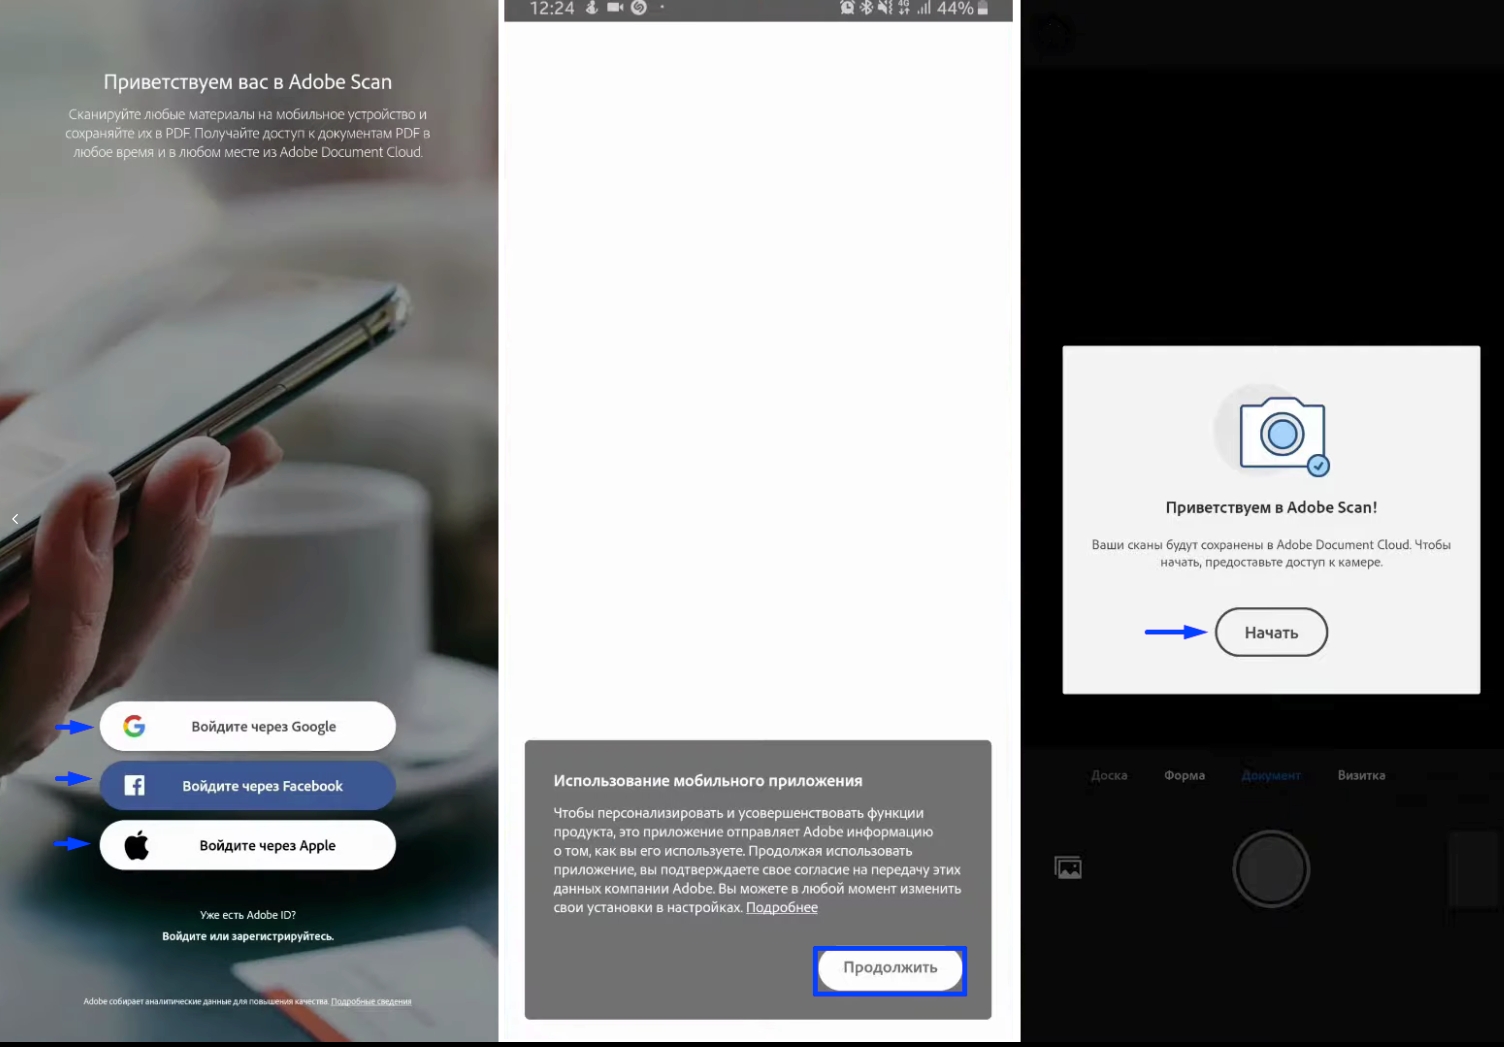 Приветствуем вас в Adobe Scan
Сканируйте любые материалы на мобильное устройство и
сохраняйте их в PDF. Получайте доступ к документам PDF в
любое время и в любом месте из Adobe Document Cloud.
Войдите через Google
Войдите через Facebook
Войдите через Apple
Уже есть Adobe ID?
Войдите или зарегистрируйтесь.
Adobe собирает аналитические данные для повышения качества. Подробные сведения
12:24
4G
44%
Использование мобильного приложения
Чтобы персонализировать и усовершенствовать функции
продукта, это приложение отправляет Adobe информацию
о том, как вы его используете. Продолжая использовать
приложение, вы подтверждаете свое согласие на передачу этих
данных компании Adobe. Вы можете в любой момент изменить
свои установки в настройках. Подробнее
Продолжить
Приветствуем в Adobe Scan!
Ваши сканы будут сохранены в Adobe Document Cloud. Чтобы
начать, предоставьте доступ к камере.
Начать
Доска Форма Документ Визитка